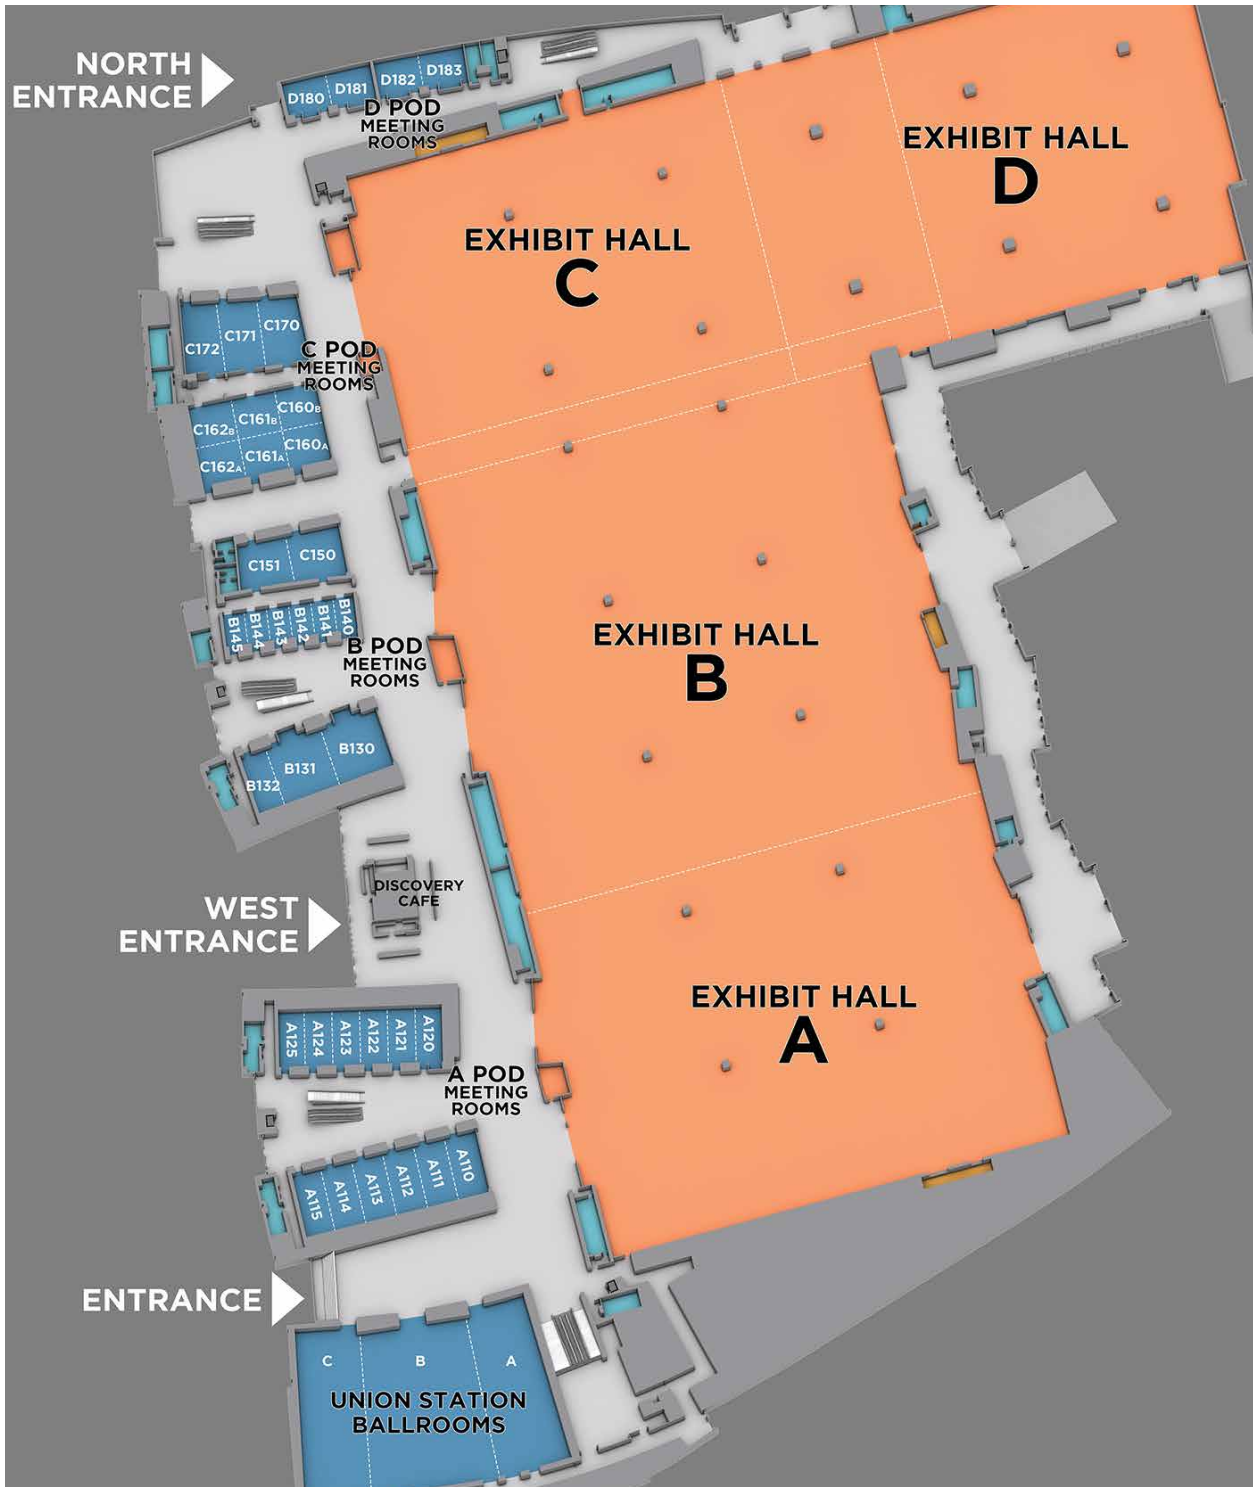 NORTH
ENTRANCE
D180
D181
D182
D183
D POD
MEETING
ROOMS
EXHIBIT HALL
D
EXHIBIT HALL
C
C172
C171
C170
C POD
MEETING
ROOMS
C162B
C161B
C160B
C162A
C161A
C160A
C151
C150
B145
B144
B143
B142
B141
B140
B POD
MEETING
ROOMS
EXHIBIT HALL
B
B132
B131
B130
DISCOVERY
CAFE
WEST
ENTRANCE
EXHIBIT HALL
A
A125
A124
A123
A122
A121
A120
A POD
MEETING
ROOMS
A115
A114
A113
A112
A111
A110
ENTRANCE
C
B
A
UNION STATION
BALLROOMS